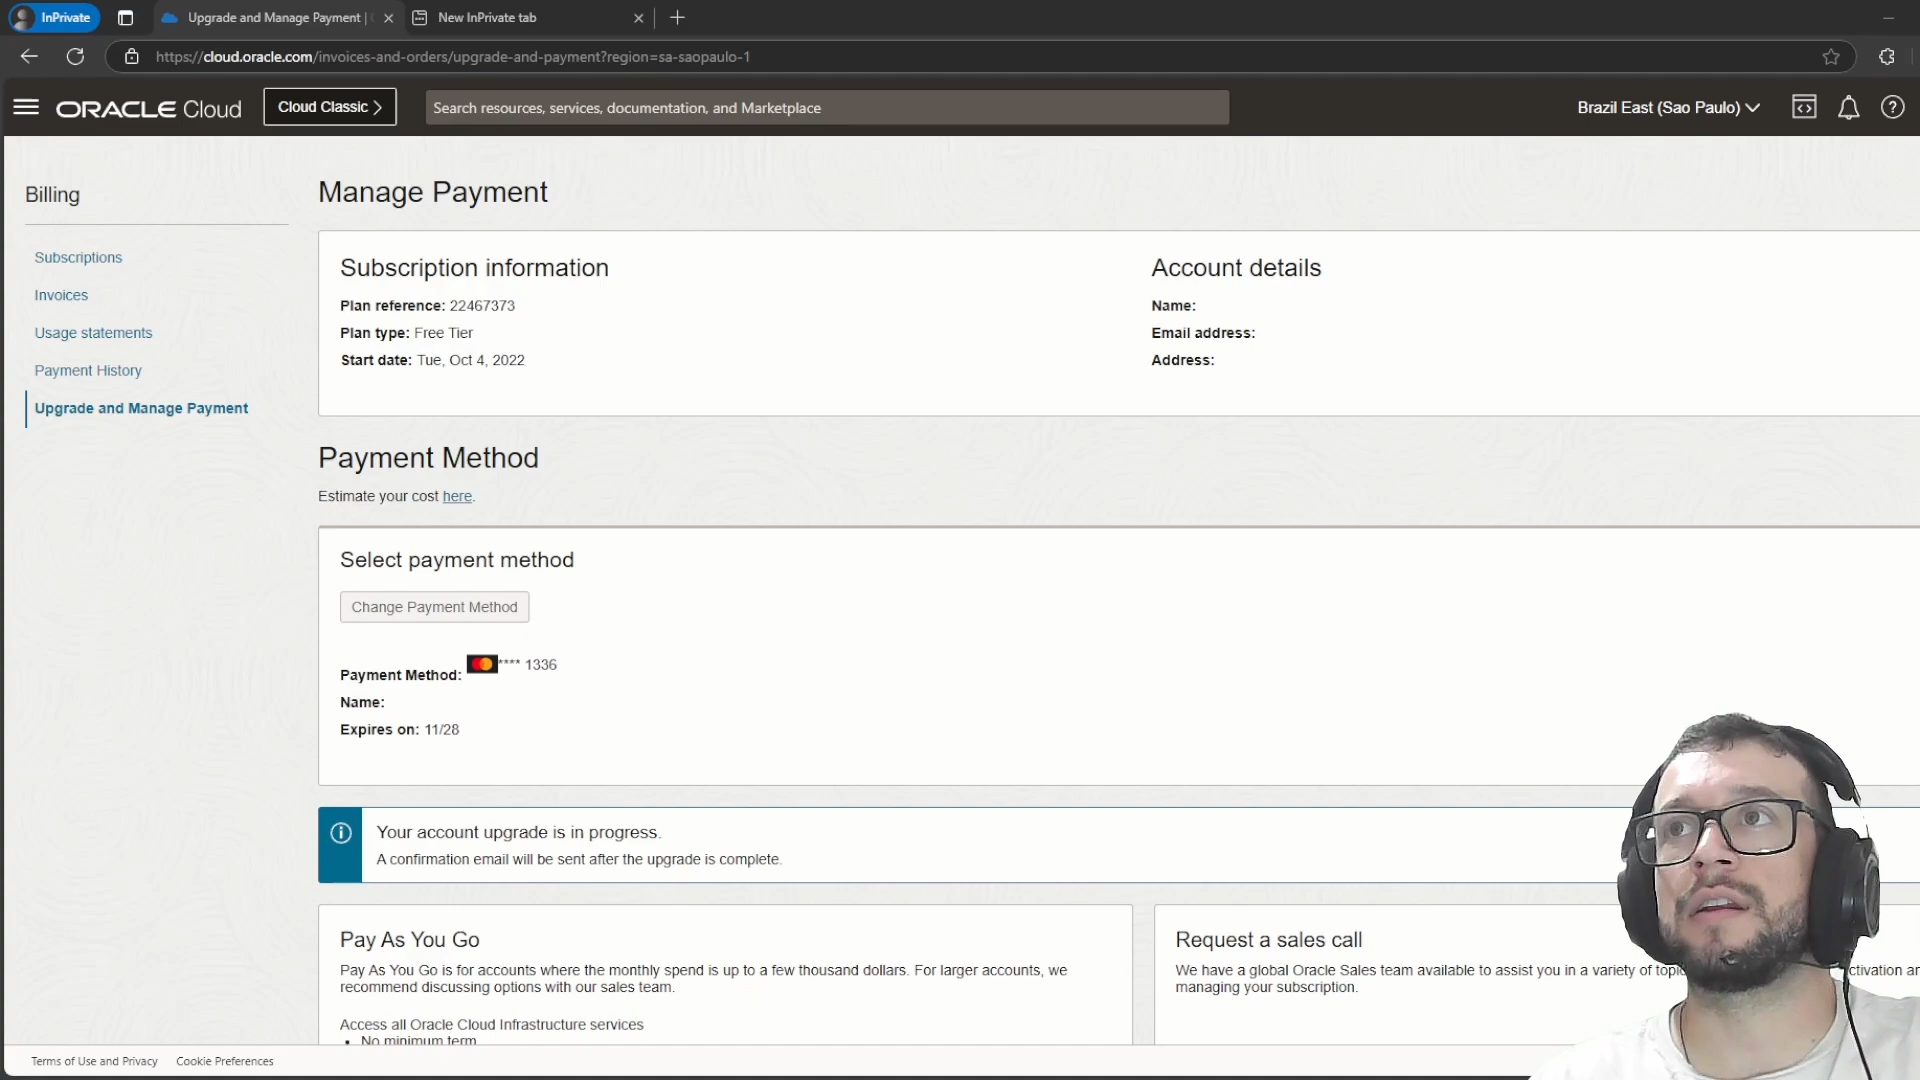 InPrivate
Upgrade and Manage Payment |
New InPrivate tab
https://cloud.oracle.com/invoices-and-orders/upgrade-and-payment?region=sa-saopaulo-1
ORACLE Cloud
Cloud Classic
Search resources, services, documentation, and Marketplace
Brazil East (Sao Paulo)
Billing
Subscriptions
Invoices
Usage statements
Payment History
Upgrade and Manage Payment
Manage Payment
Subscription information
Plan reference: 22467373
Plan type: Free Tier
Start date: Tue, Oct 4, 2022
Account details
Name:
Email address:
Address:
Payment Method
Estimate your cost here.
Select payment method
Change Payment Method
Payment Method: **** 1336
Name:
Expires on: 11/28
Your account upgrade is in progress.
A confirmation email will be sent after the upgrade is complete.
Pay As You Go
Pay As You Go is for accounts where the monthly spend is up to a few thousand dollars. For larger accounts, we
recommend discussing options with our sales team.
Access all Oracle Cloud Infrastructure services
• No minimum term
Request a sales call
We have a global Oracle Sales team available to assist you in a variety of
managing your subscription.
Terms of Use and Privacy
Cookie Preferences